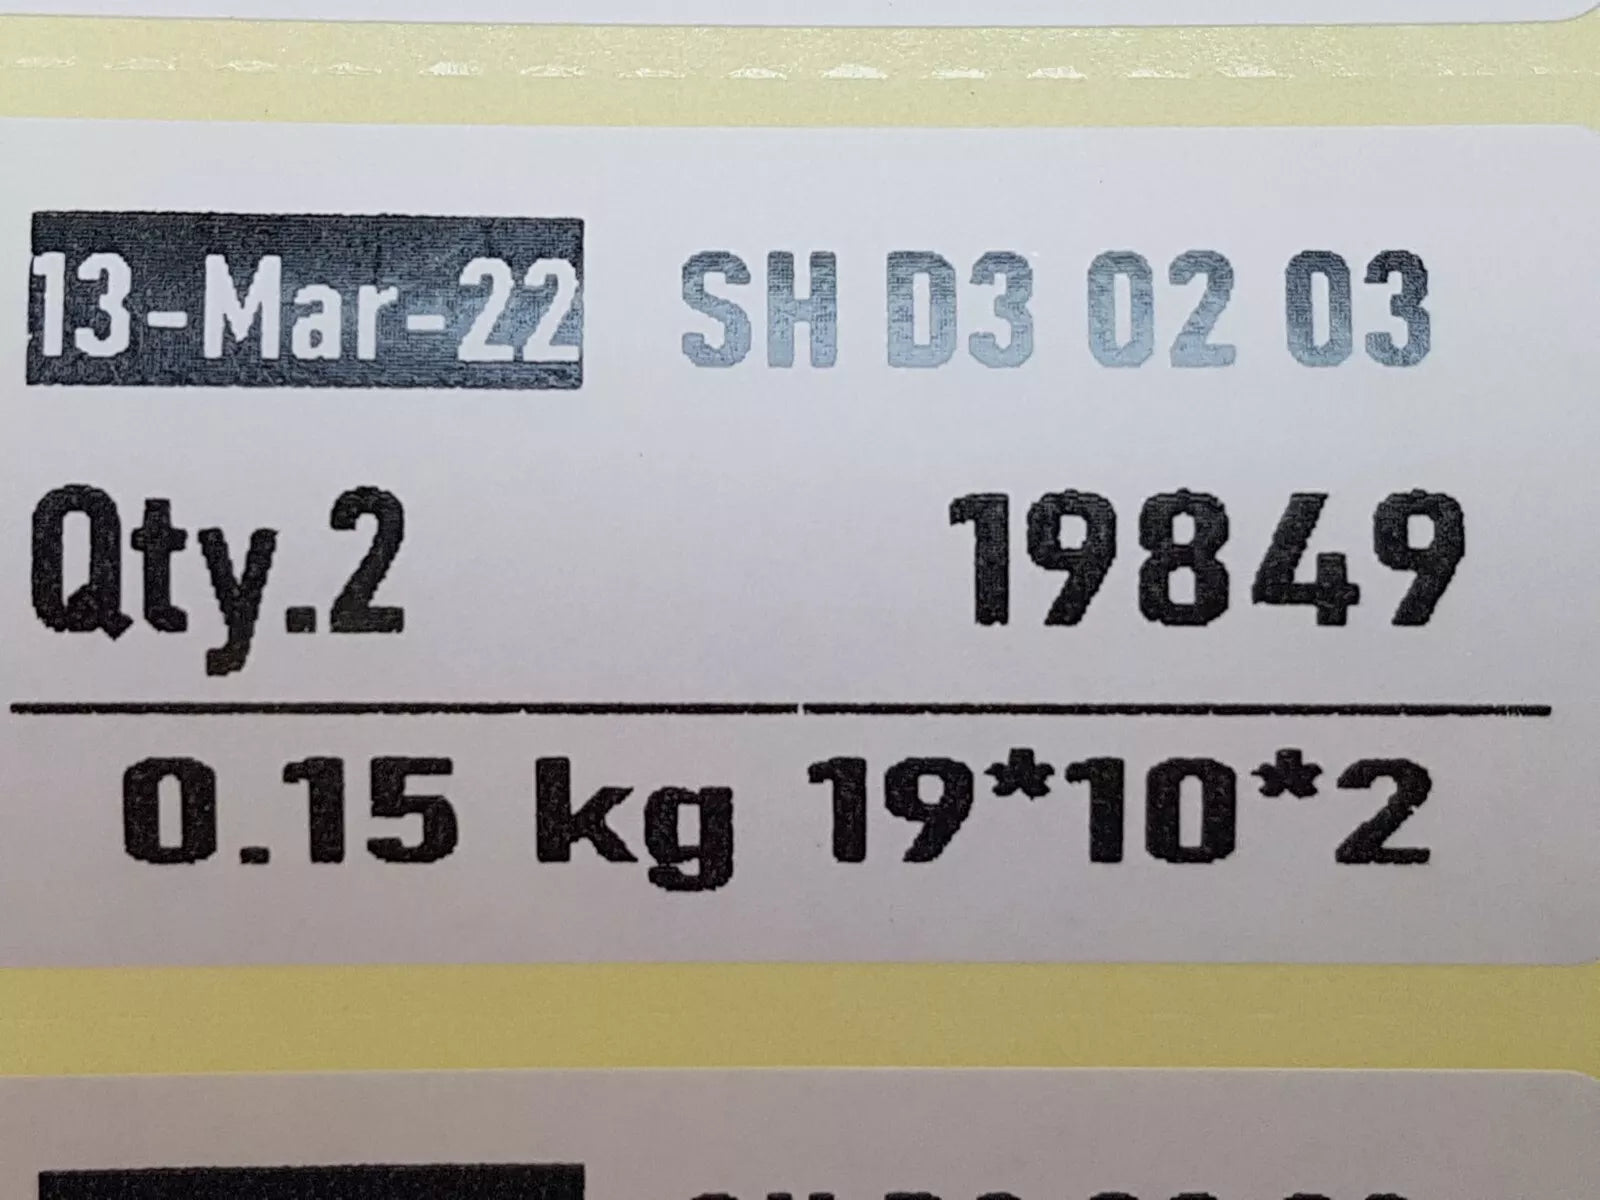 13-Mar-22 SH D3 02 03
Qty.2 19849
0.15 kg 19*10*2